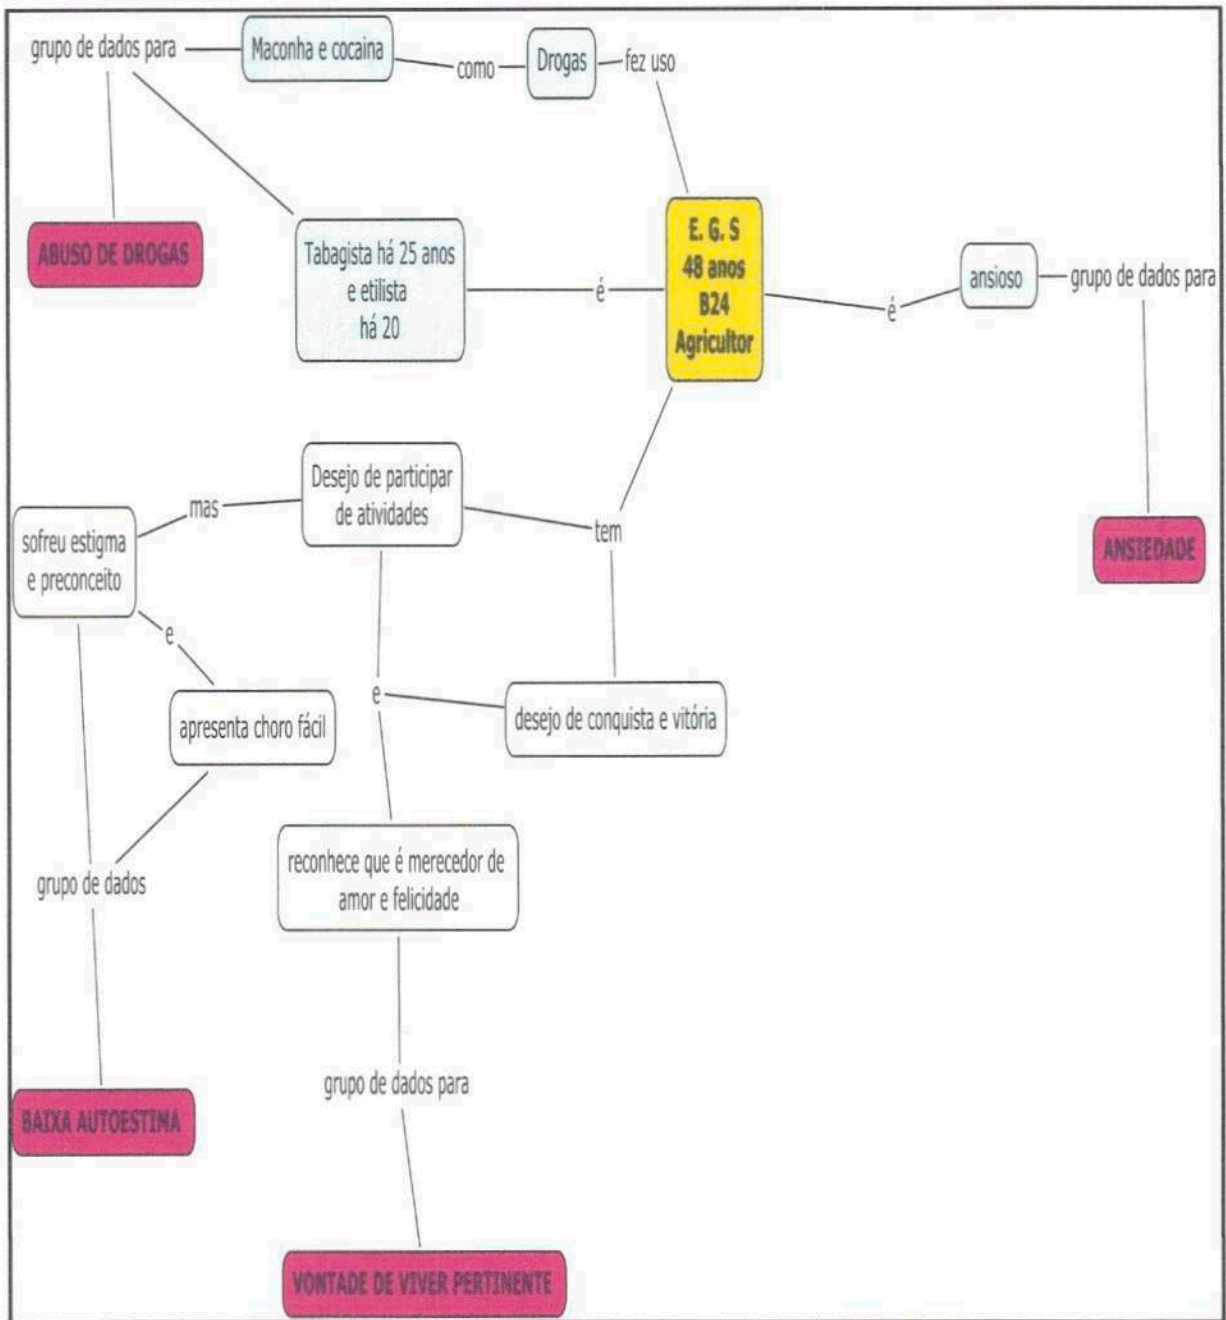 grupo de dados para
Maconha e cocaina
como
Drogas
fez uso
ABUSO DE DROGAS
Tabagista há 25 anos
e etilista
há 20
é
E. G. S
48 anos
B24
Agricultor
é
ansioso
grupo de dados para
ANSIEDADE
Desejo de participar
de atividades
mas
sofreu estigma
e preconceito
tem
e
apresenta choro fácil
e
desejo de conquista e vitória
reconhece que é merecedor de
amor e felicidade
grupo de dados
grupo de dados para
BAIXA AUTOESTIMA
VONTADE DE VIVER PERTINENTE